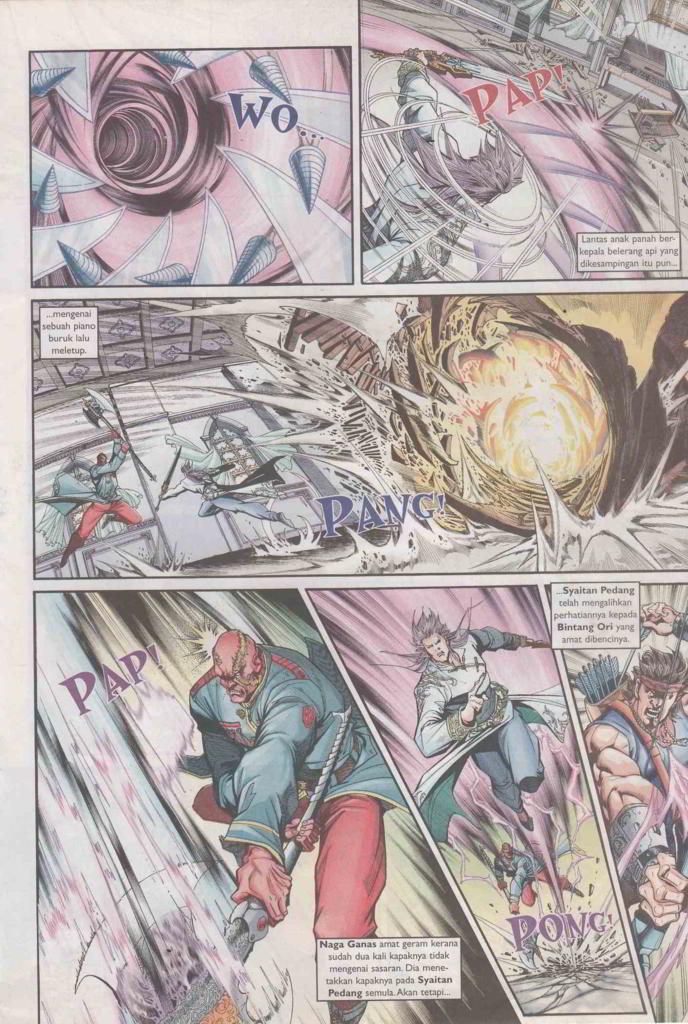 WO...
PAP!
Lantas anak panah ber-
kepala belerang api yang
dikesampingan itu pun...
...mengenai
sebuah piano
buruk lalu
meletup.
PANG!
PAP!
Naga Ganas amat geram kerana
sudah dua kali kapaknya tidak
mengenai sasaran. Dia mene-
takkan kapaknya pada Syaitan
Pedang semula. Akan tetapi...
PONG!
...Syaitan Pedang
telah mengalihkan
perhatiannya kepada
Bintang Ori yang
amat dibencinya.